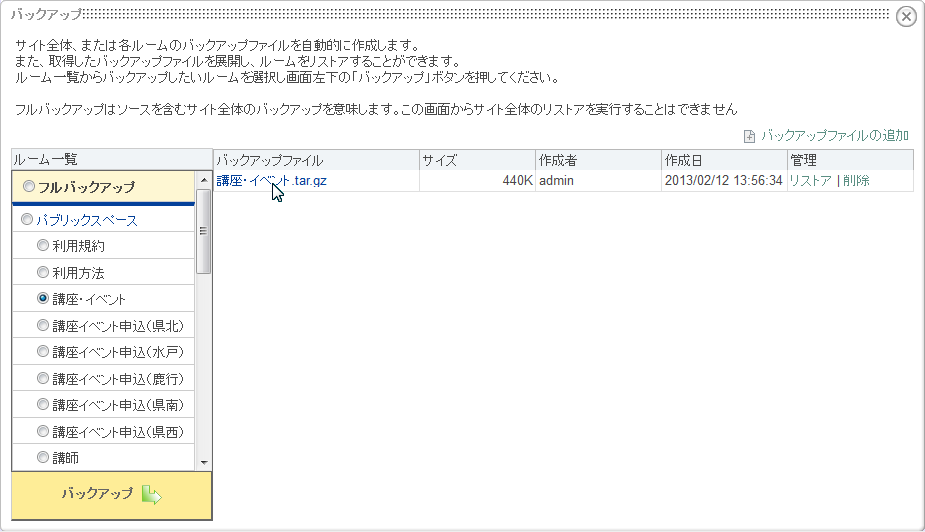 バックアップ
サイト全体、または各ルームのバックアップファイルを自動的に作成します。
また、取得したバックアップファイルを展開し、ルームをリストアすることができます。
ルーム一覧からバックアップしたいルームを選択し画面左下の「バックアップ」ボタンを押してください。
フルバックアップはソースを含むサイト全体のバックアップを意味します。この画面からサイト全体のリストアを実行することはできません
バックアップファイルの追加
ルーム一覧
バックアップファイル サイズ 作成者 作成日 管理
講座・イベント.tar.gz 440K admin 2013/02/12 13:56:34 リストア | 削除
フルバックアップ
パブリックスペース
利用規約
利用方法
講座・イベント
講座イベント申込(県北)
講座イベント申込(水戸)
講座イベント申込(鹿行)
講座イベント申込(県南)
講座イベント申込(県西)
講師
バックアップ